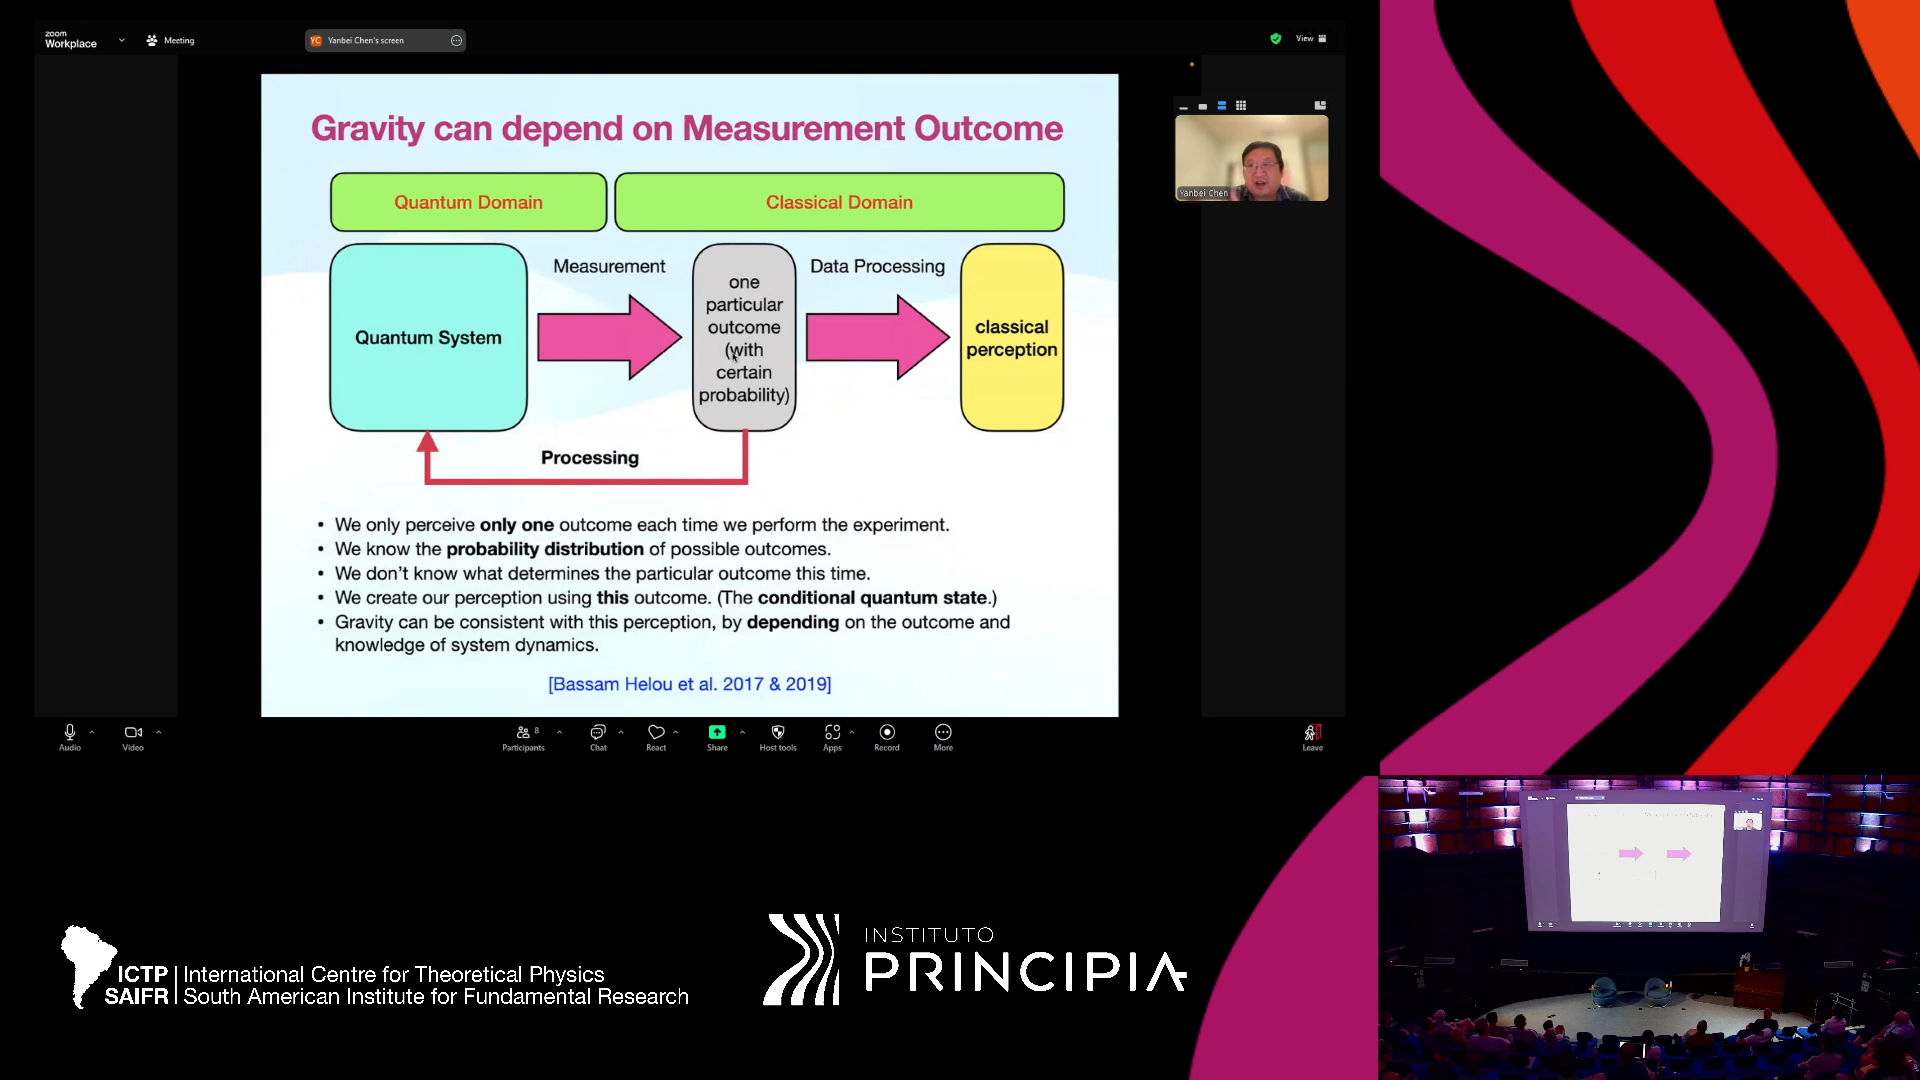 zoom
Workplace
Meeting
YC Yanbei Chen's screen
View
Gravity can depend on Measurement Outcome
Quantum Domain
Classical Domain
Quantum System
Measurement
one
particular
outcome
(with
certain
probability)
Data Processing
classical
perception
Processing
• We only perceive only one outcome each time we perform the experiment.
• We know the probability distribution of possible outcomes.
• We don't know what determines the particular outcome this time.
• We create our perception using this outcome. (The conditional quantum state.)
• Gravity can be consistent with this perception, by depending on the outcome and
knowledge of system dynamics.
[Bassam Helou et al. 2017 & 2019]
Yanbei Chen
Audio
Video
Participants
8
Chat
React
Share
Host tools
Apps
Record
More
Leave
ICTP | International Centre for Theoretical Physics
SAIFR | South American Institute for Fundamental Research
INSTITUTO
PRINCIPIA